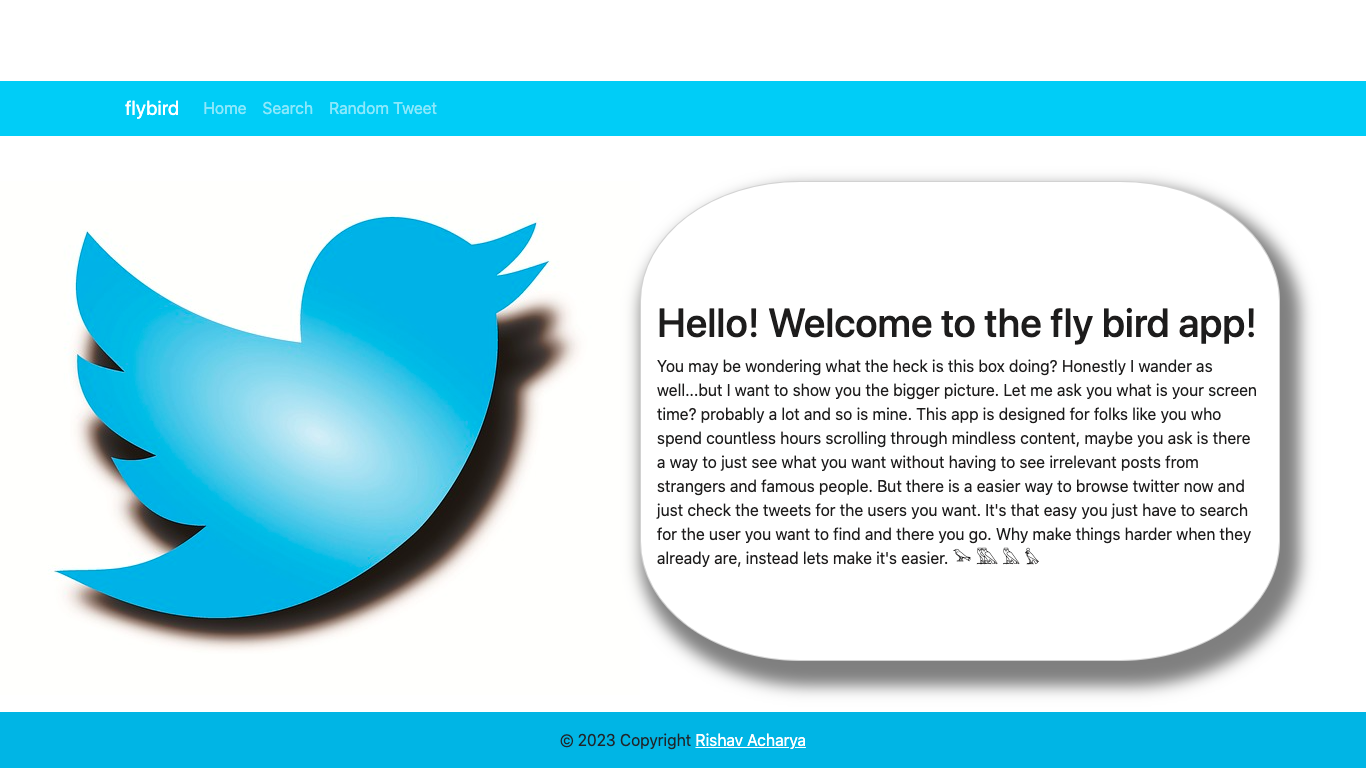 flybird Home Search Random Tweet
Hello! Welcome to the fly bird app!
You may be wondering what the heck is this box doing? Honestly I wander as
well...but I want to show you the bigger picture. Let me ask you what is your screen
time? probably a lot and so is mine. This app is designed for folks like you who
spend countless hours scrolling through mindless content, maybe you ask is there
a way to just see what you want without having to see irrelevant posts from
strangers and famous people. But there is a easier way to browse twitter now and
just check the tweets for the users you want. It's that easy you just have to search
for the user you want to find and there you go. Why make things harder when they
already are, instead lets make it's easier.
© 2023 Copyright Rishav Acharya